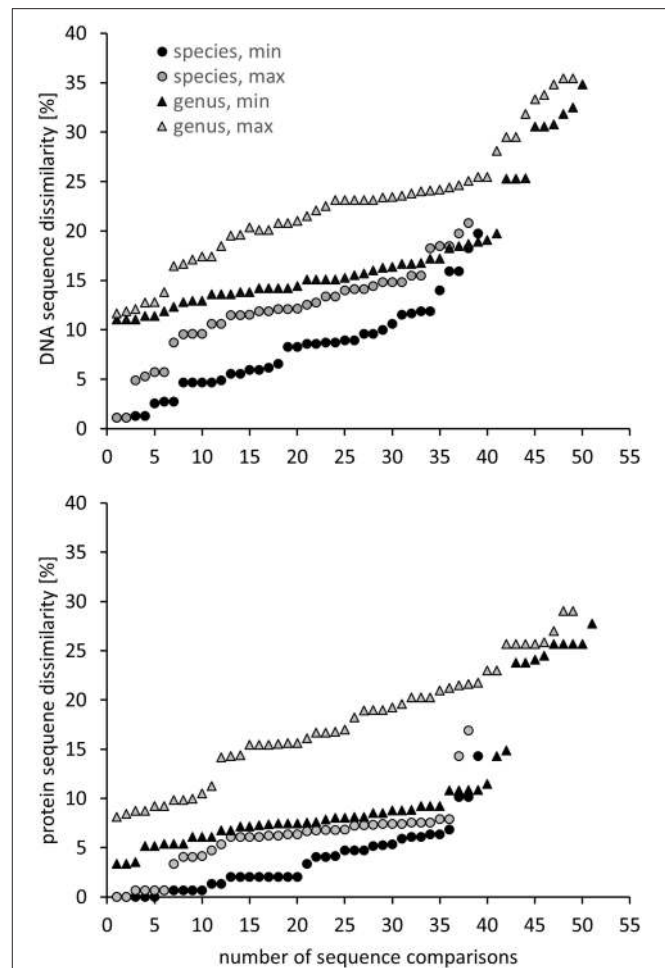 40
35
30
25
20
15
10
5
0
DNA sequence dissimilarity [%]
species, min
species, max
genus, min
genus, max
0 5 10 15 20 25 30 35 40 45 50 55
40
35
30
25
20
15
10
5
0
protein sequene dissimilarity [%]
0 5 10 15 20 25 30 35 40 45 50 55
number of sequence comparisons